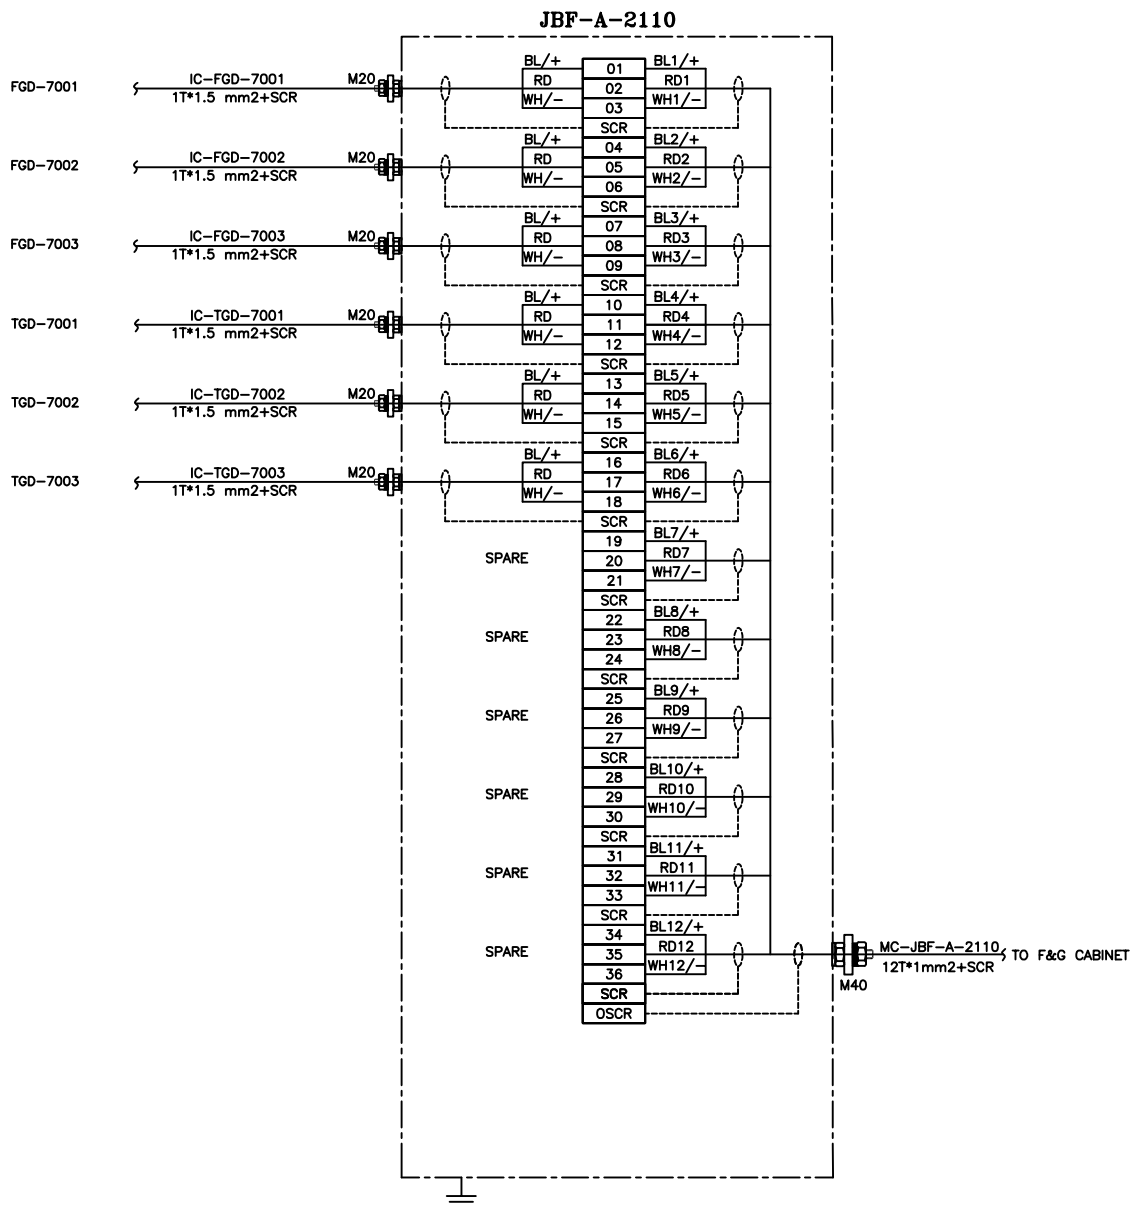 JBF-A-2110
FGD-7001
IC-FGD-7001
1T*1.5 mm2+SCR
M20
BL/+
RD
WH/-
01
02
03
SCR
BL1/+
RD1
WH1/-
FGD-7002
IC-FGD-7002
1T*1.5 mm2+SCR
M20
BL/+
RD
WH/-
04
05
06
SCR
BL2/+
RD2
WH2/-
FGD-7003
IC-FGD-7003
1T*1.5 mm2+SCR
M20
BL/+
RD
WH/-
07
08
09
SCR
BL3/+
RD3
WH3/-
TGD-7001
IC-TGD-7001
1T*1.5 mm2+SCR
M20
BL/+
RD
WH/-
10
11
12
SCR
BL4/+
RD4
WH4/-
TGD-7002
IC-TGD-7002
1T*1.5 mm2+SCR
M20
BL/+
RD
WH/-
13
14
15
SCR
BL5/+
RD5
WH5/-
TGD-7003
IC-TGD-7003
1T*1.5 mm2+SCR
M20
BL/+
RD
WH/-
16
17
18
SCR
BL6/+
RD6
WH6/-
SPARE
19
20
21
SCR
BL7/+
RD7
WH7/-
SPARE
22
23
24
SCR
BL8/+
RD8
WH8/-
SPARE
25
26
27
SCR
BL9/+
RD9
WH9/-
SPARE
28
29
30
SCR
BL10/+
RD10
WH10/-
SPARE
31
32
33
SCR
BL11/+
RD11
WH11/-
SPARE
34
35
36
SCR
OSCR
BL12/+
RD12
WH12/-
M40
MC-JBF-A-2110
12T*1mm2+SCR
TO F&G CABINET